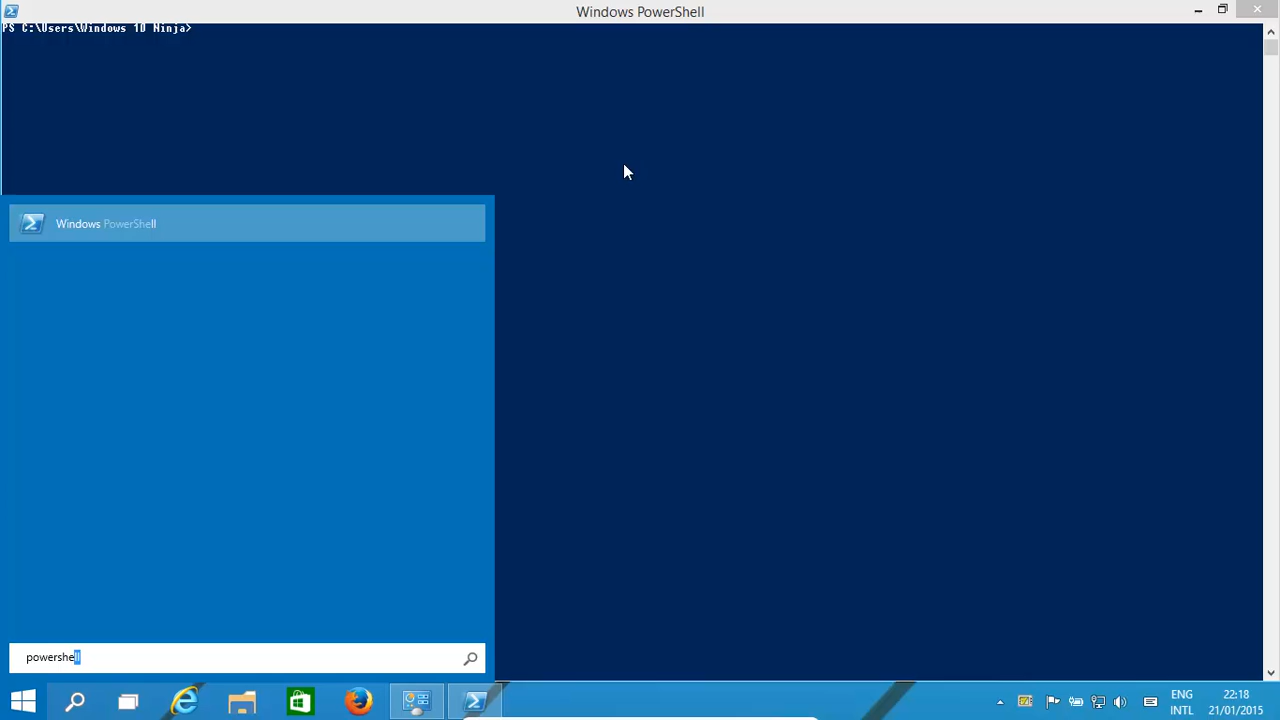 Windows PowerShell
PS C:\Users\Windows 10 Ninja>
Windows PowerShell
powershell
ENG
INTL
22:18
21/01/2015